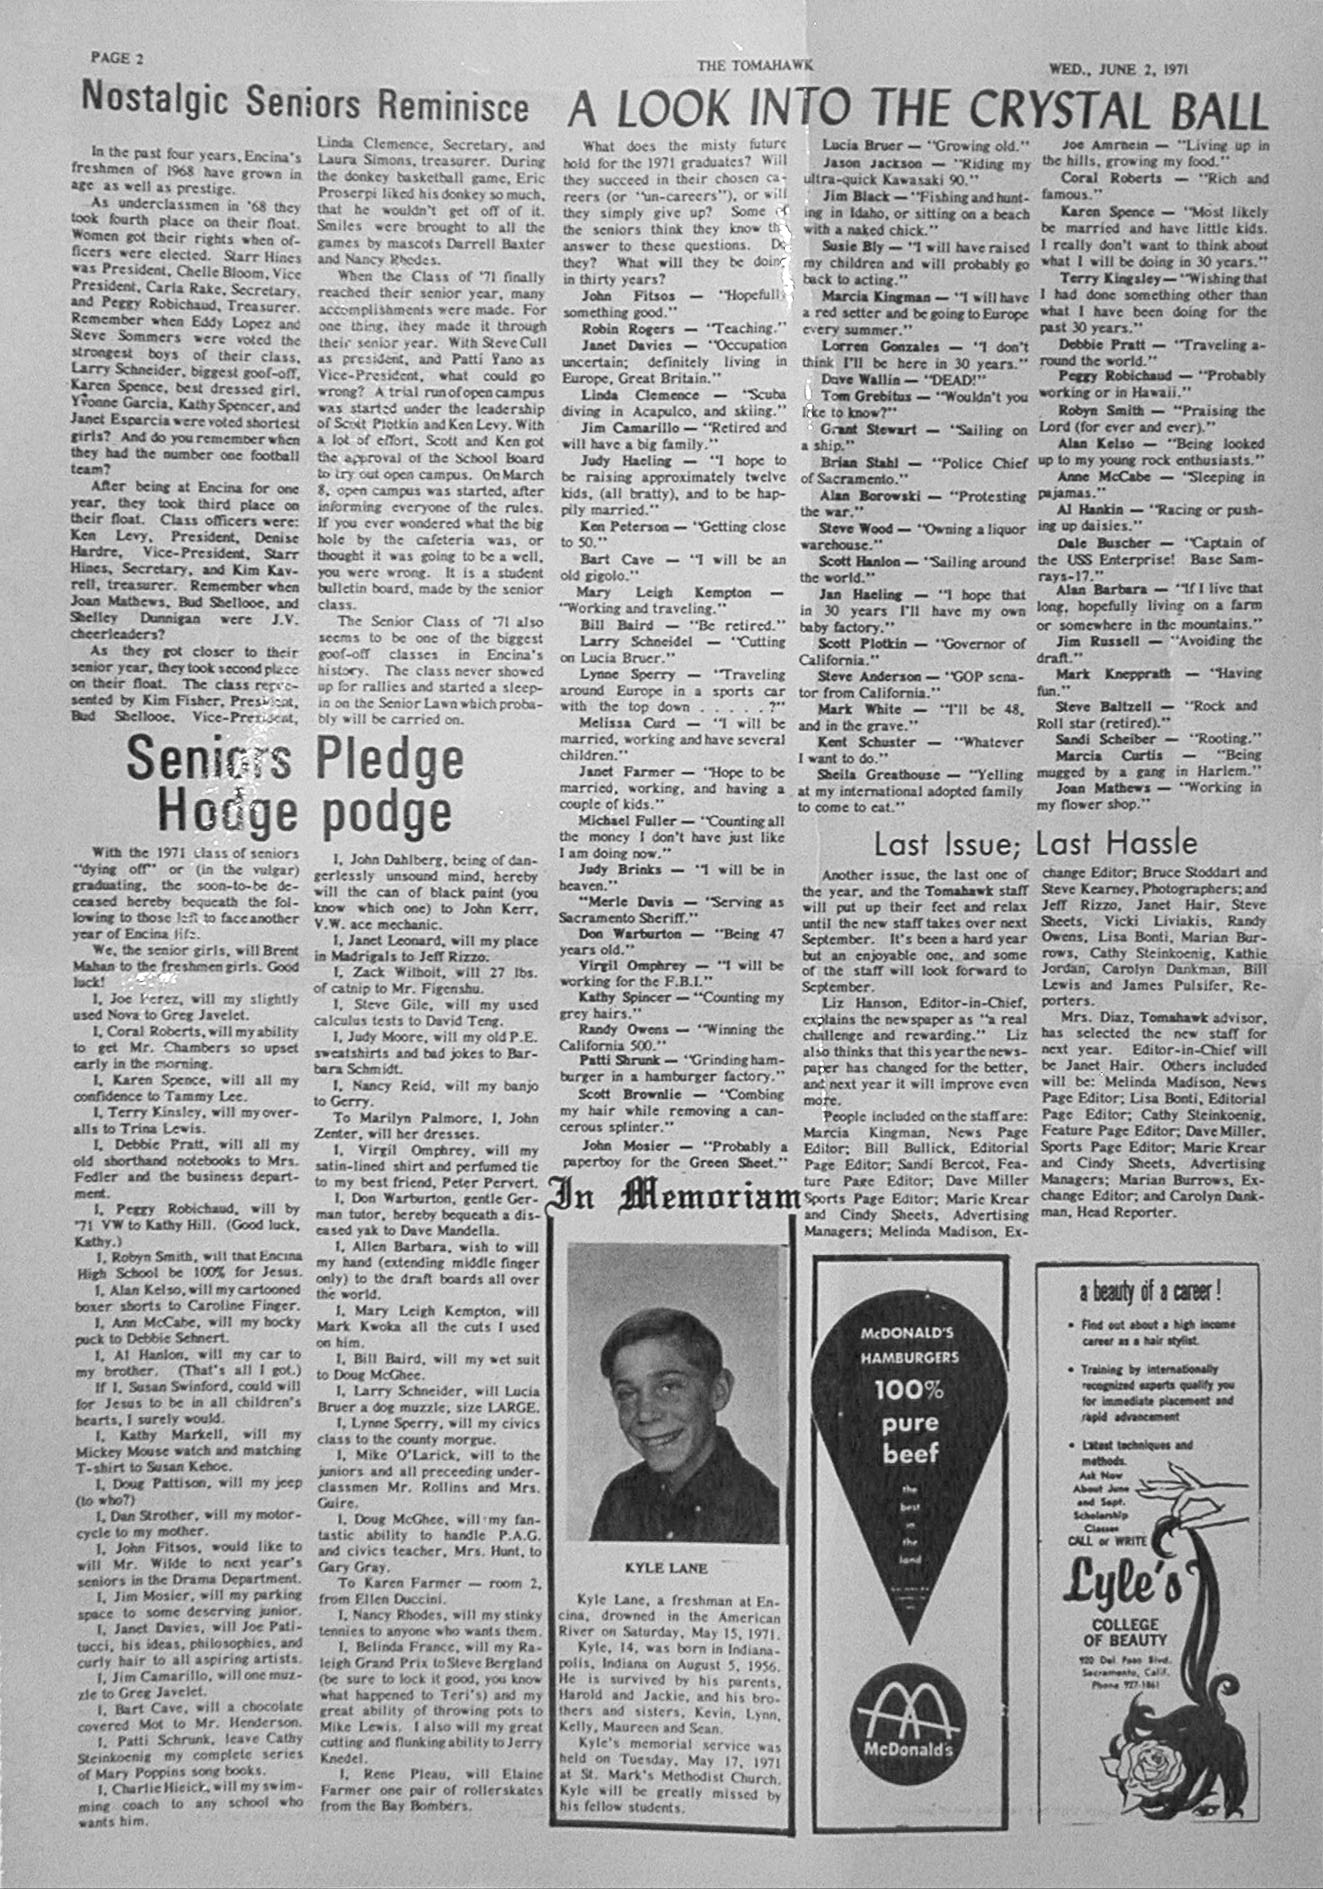 PAGE 2
THE TOMAHAWK
WED., JUNE 2, 1971
Nostalgic Seniors Reminisce
In the past four years, Encina's
freshmen of 1968 have grown in
age as well as prestige.
As underclassmen in '68 they
took fourth place on their float.
Women got their rights when of-
ficers were elected. Starr Hines
was President, Chelle Bloom, Vice
President, Carla Rake, Secretary,
and Peggy Robichaud, Treasurer.
Remember when Eddy Lopez and
Steve Sommers were voted the
strongest boys of their class,
Larry Schneider, biggest goof-off,
Karen Spence, best dressed girl,
Yvonne Garcia, Kathy Spencer, and
Janet Esparcia were voted shortest
girls? And do you remember when
they had the number one football
team?
After being at Encina for one
year, they took third place on
their float. Class officers were:
Ken Levy, President, Denise
Hardre, Vice-President, Starr
Hines, Secretary, and Kim Kav-
rell, treasurer. Remember when
Joan Mathews, Bud Shellooe, and
Shelley Dunnigan were J.V.
cheerleaders?
As they got closer to their
senior year, they took second place
on their float. The class repre-
sented by Kim Fisher, President,
Bud Shellooe, Vice-President,
Linda Clemence, Secretary, and
Laura Simons, treasurer. During
the donkey basketball game, Eric
Proserpi liked his donkey so much,
that he wouldn't get off of it.
Smiles were brought to all the
games by mascots Darrell Baxter
and Nancy Rhodes.
When the Class of '71 finally
reached their senior year, many
accomplishments were made. For
one thing, they made it through
their senior year. With Steve Cull
as president, and Patti Yano as
Vice-President, what could go
wrong? A trial run of open campus
was started under the leadership
of Scott Plotkin and Ken Levy. With
a lot of effort, Scott and Ken got
the approval of the School Board
to try out open campus. On March
8, open campus was started, after
informing everyone of the rules.
If you ever wondered what the big
hole by the cafeteria was, or
thought it was going to be a well,
you were wrong. It is a student
bulletin board, made by the senior
class.
The Senior Class of '71 also
seems to be one of the biggest
goof-off classes in Encina's
history. The class never showed
up for rallies and started a sleep-
in on the Senior Lawn which proba-
bly will be carried on.
Seniors Pledge
Hodge podge
With the 1971 class of seniors
"dying off" or (in the vulgar)
graduating, the soon-to-be de-
ceased hereby bequeath the fol-
lowing to those left to face another
year of Encina life.
We, the senior girls, will Brent
Mahan to the freshmen girls. Good
luck!
I, Joe Perez, will my slightly
used Nova to Greg Javelet.
I, Coral Roberts, will my ability
to get Mr. Chambers so upset
early in the morning.
I, Karen Spence, will all my
confidence to Tammy Lee.
I, Terry Kinsley, will my over-
alls to Trina Lewis.
I, Debbie Pratt, will all my
old shorthand notebooks to Mrs.
Fedler and the business depart-
ment.
I, Peggy Robichaud, will by
'71 VW to Kathy Hill. (Good luck,
Kathy.)
I, Robyn Smith, will that Encina
High School be 100% for Jesus.
I, Alan Kelso, will my cartooned
boxer shorts to Caroline Finger.
I, Ann McCabe, will my hocky
puck to Debbie Sehnert.
I, Al Hanlon, will my car to
my brother. (That's all I got.)
If I, Susan Swinford, could will
for Jesus to be in all children's
hearts, I surely would.
I, Kathy Markell, will my
Mickey Mouse watch and matching
T-shirt to Susan Kehoe.
I, Doug Pattison, will my jeep
(to who?)
I, Dan Strother, will my motor-
cycle to my mother.
I, John Fitsos, would like to
will Mr. Wilde to next year's
seniors in the Drama Department.
I, Jim Mosier, will my parking
space to some deserving junior.
I, Janet Davies, will Joe Pati-
tucci, his ideas, philosophies, and
curly hair to all aspiring artists.
I, Jim Camarillo, will one muz-
zle to Greg Javelet.
I, Bart Cave, will a chocolate
covered Mot to Mr. Henderson.
I, Patti Schrunk, leave Cathy
Steinkoenig my complete series
of Mary Poppins song books.
I, Charlie Hieick, will my swim-
ming coach to any school who
wants him.
I, John Dahlberg, being of dan-
gerlessly unsound mind, hereby
will the can of black paint (you
know which one) to John Kerr,
V.W. ace mechanic.
I, Janet Leonard, will my place
in Madrigals to Jeff Rizzo.
I, Zack Wilhoit, will 27 lbs.
of catnip to Mr. Figenshu.
I, Steve Gile, will my used
calculus tests to David Teng.
I, Judy Moore, will my old P.E.
sweatshirts and bad jokes to Bar-
bara Schmidt.
I, Nancy Reid, will my banjo
to Gerry.
To Marilyn Palmore, I, John
Zenter, will her dresses.
I, Virgil Omphrey, will my
satin-lined shirt and perfumed tie
to my best friend, Peter Pervert.
I, Don Warburton, gentle Ger-
man tutor, hereby bequeath a dis-
eased yak to Dave Mandella.
I, Allen Barbara, wish to will
my hand (extending middle finger
only) to the draft boards all over
the world.
I, Mary Leigh Kempton, will
Mark Kwoka all the cuts I used
on him.
I, Bill Baird, will my wet suit
to Doug McGhee.
I, Larry Schneider, will Lucia
Bruer a dog muzzle; size LARGE.
I, Lynne Sperry, will my civics
class to the county morgue.
I, Mike O'Larick, will to the
juniors and all preceeding under-
classmen Mr. Rollins and Mrs.
Guire.
I, Doug McGhee, will my fan-
tastic ability to handle P.A.G.
and civics teacher, Mrs. Hunt, to
Gary Gray.
To Karen Farmer — room 2,
from Ellen Duccini.
I, Nancy Rhodes, will my stinky
tennies to anyone who wants them.
I, Belinda France, will my Ra-
leigh Grand Prix to Steve Bergland
(be sure to lock it good, you know
what happened to Teri's) and my
great ability of throwing pots to
Mike Lewis. I also will my great
cutting and flunking ability to Jerry
Knedel.
I, Rene Pleau, will Elaine
Farmer one pair of rollerskates
from the Bay Bombers.
A LOOK INTO THE CRYSTAL BALL
What does the misty future
hold for the 1971 graduates? Will
they succeed in their chosen ca-
reers (or "un-careers"), or will
they simply give up? Some of
the seniors think they know the
answer to these questions. Do
they? What will they be doing
in thirty years?
John Fitsos — "Hopefully
something good."
Robin Rogers — "Teaching."
Janet Davies — "Occupation
uncertain; definitely living in
Europe, Great Britain."
Linda Clemence — "Scuba
diving in Acapulco, and skiing."
Jim Camarillo — "Retired and
will have a big family."
Judy Haeling — "I hope to
be raising approximately twelve
kids, (all bratty), and to be hap-
pily married."
Ken Peterson — "Getting close
to 50."
Bart Cave — "I will be an
old gigolo."
Mary Leigh Kempton —
"Working and traveling."
Bill Baird — "Be retired."
Larry Schneidel — "Cutting
on Lucia Bruer."
Lynne Sperry — "Traveling
around Europe in a sports car
with the top down . . . . . ?"
Melissa Curd — "I will be
married, working and have several
children."
Janet Farmer — "Hope to be
married, working, and having a
couple of kids."
Michael Fuller — "Counting all
the money I don't have just like
I am doing now."
Judy Brinks — "I will be in
heaven."
"Merle Davis — "Serving as
Sacramento Sheriff."
Don Warburton — "Being 47
years old."
Virgil Omphrey — "I will be
working for the F.B.I."
Kathy Spincer — "Counting my
grey hairs."
Randy Owens — "Winning the
California 500."
Patti Shrunk — "Grinding ham-
burger in a hamburger factory."
Scott Brownlie — "Combing
my hair while removing a can-
cerous splinter."
John Mosier — "Probably a
paperboy for the Green Sheet."
Lucia Bruer — "Growing old."
Jason Jackson — "Riding my
ultra-quick Kawasaki 90."
Jim Black — "Fishing and hunt-
ing in Idaho, or sitting on a beach
with a naked chick."
Susie Bly — "I will have raised
my children and will probably go
back to acting."
Marcia Kingman — "I will have
a red setter and be going to Europe
every summer."
Lorren Gonzales — "I don't
think I'll be here in 30 years."
Dave Wallin — "DEAD!"
Tom Grebitus — "Wouldn't you
like to know?"
Grant Stewart — "Sailing on
a ship."
Brian Stahl — "Police Chief
of Sacramento."
Alan Borowski — "Protesting
the war."
Steve Wood — "Owning a liquor
warehouse."
Scott Hanlon — "Sailing around
the world."
Jan Haeling — "I hope that
in 30 years I'll have my own
baby factory."
Scott Plotkin — "Governor of
California."
Steve Anderson — "GOP sena-
tor from California."
Mark White — "I'll be 48,
and in the grave."
Kent Schuster — "Whatever
I want to do."
Sheila Greathouse — "Yelling
at my international adopted family
to come to eat."
Joe Amrnein — "Living up in
the hills, growing my food."
Coral Roberts — "Rich and
famous."
Karen Spence — "Most likely
be married and have little kids.
I really don't want to think about
what I will be doing in 30 years."
Terry Kingsley — "Wishing that
I had done something other than
what I have been doing for the
past 30 years."
Debbie Pratt — "Traveling a-
round the world."
Peggy Robichaud — "Probably
working or in Hawaii."
Robyn Smith — "Praising the
Lord (for ever and ever)."
Alan Kelso — "Being looked
up to my young rock enthusiasts."
Anne McCabe — "Sleeping in
pajamas."
Al Hankin — "Racing or push-
ing up daisies."
Dale Buscher — "Captain of
the USS Enterprise! Base Sam-
rays-17."
Alan Barbara — "If I live that
long, hopefully living on a farm
or somewhere in the mountains."
Jim Russell — "Avoiding the
draft."
Mark Knepprath — "Having
fun."
Steve Baltzell — "Rock and
Roll star (retired)."
Sandi Scheiber — "Rooting."
Marcia Curtis — "Being
mugged by a gang in Harlem."
Joan Mathews — "Working in
my flower shop."
Last Issue; Last Hassle
Another issue, the last one of
the year, and the Tomahawk staff
will put up their feet and relax
until the new staff takes over next
September. It's been a hard year
but an enjoyable one, and some
of the staff will look forward to
September.
Liz Hanson, Editor-in-Chief,
explains the newspaper as "a real
challenge and rewarding." Liz
also thinks that this year the news-
paper has changed for the better,
and next year it will improve even
more.
People included on the staff are:
Marcia Kingman, News Page
Editor; Bill Bullick, Editorial
Page Editor; Sandi Bercot, Fea-
ture Page Editor; Dave Miller
Sports Page Editor; Marie Krear
and Cindy Sheets, Advertising
Managers; Melinda Madison, Ex-
change Editor; Bruce Stoddart and
Steve Kearney, Photographers; and
Jeff Rizzo, Janet Hair, Steve
Sheets, Vicki Liviakis, Randy
Owens, Lisa Bonti, Marian Bur-
rows, Cathy Steinkoenig, Kathie
Jordan, Carolyn Dankman, Bill
Lewis and James Pulsifer, Re-
porters.
Mrs. Diaz, Tomahawk advisor,
has selected the new staff for
next year. Editor-in-Chief will
be Janet Hair. Others included
will be: Melinda Madison, News
Page Editor; Lisa Bonti, Editorial
Page Editor; Cathy Steinkoenig,
Feature Page Editor; Dave Miller,
Sports Page Editor; Marie Krear
and Cindy Sheets, Advertising
Managers; Marian Burrows, Ex-
change Editor; and Carolyn Dank-
man, Head Reporter.
In Memoriam
KYLE LANE
Kyle Lane, a freshman at En-
cina, drowned in the American
River on Saturday, May 15, 1971.
Kyle, 14, was born in Indiana-
polis, Indiana on August 5, 1956.
He is survived by his parents,
Harold and Jackie, and his bro-
thers and sisters, Kevin, Lynn,
Kelly, Maureen and Sean.
Kyle's memorial service was
held on Tuesday, May 17, 1971
at St. Mark's Methodist Church.
Kyle will be greatly missed by
his fellow students.
McDONALD'S
HAMBURGERS
100%
pure
beef
the
best
in
the
land
McDonald's
a beauty of a career!
• Find out about a high income
career as a hair stylist.
• Training by internationally
recognized experts qualify you
for immediate placement and
rapid advancement
• Latest techniques and
methods.
Ask Now
About June
and Sept.
Scholarship
Classes
CALL or WRITE
Lyle's
COLLEGE
OF BEAUTY
920 Del Paso Blvd.
Sacramento, Calif.
Phone 927-1861